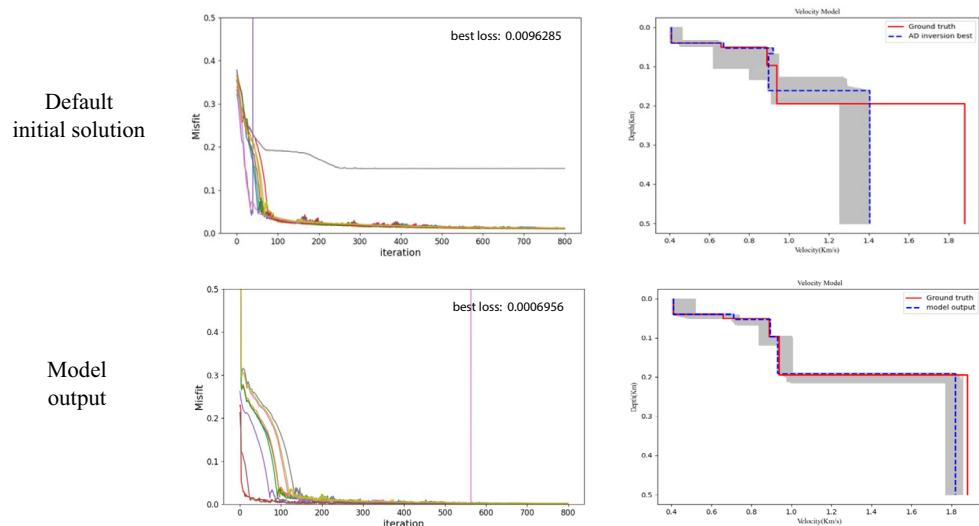 Default
initial solution
best loss: 0.0096285
Misfit
0.5
0.4
0.3
0.2
0.1
0.0
0 100 200 300 400 500 600 700 800
iteration
Velocity Model
Ground truth
AD inversion best
Depth(Km)
0.0
0.1
0.2
0.3
0.4
0.5
0.4 0.6 0.8 1.0 1.2 1.4 1.6 1.8
Velocity(Km/s)
Model
output
best loss: 0.0006956
Misfit
0.5
0.4
0.3
0.2
0.1
0.0
0 100 200 300 400 500 600 700 800
iteration
Velocity Model
Ground truth
model output
Depth(Km)
0.0
0.1
0.2
0.3
0.4
0.5
0.4 0.6 0.8 1.0 1.2 1.4 1.6 1.8
Velocity(Km/s)